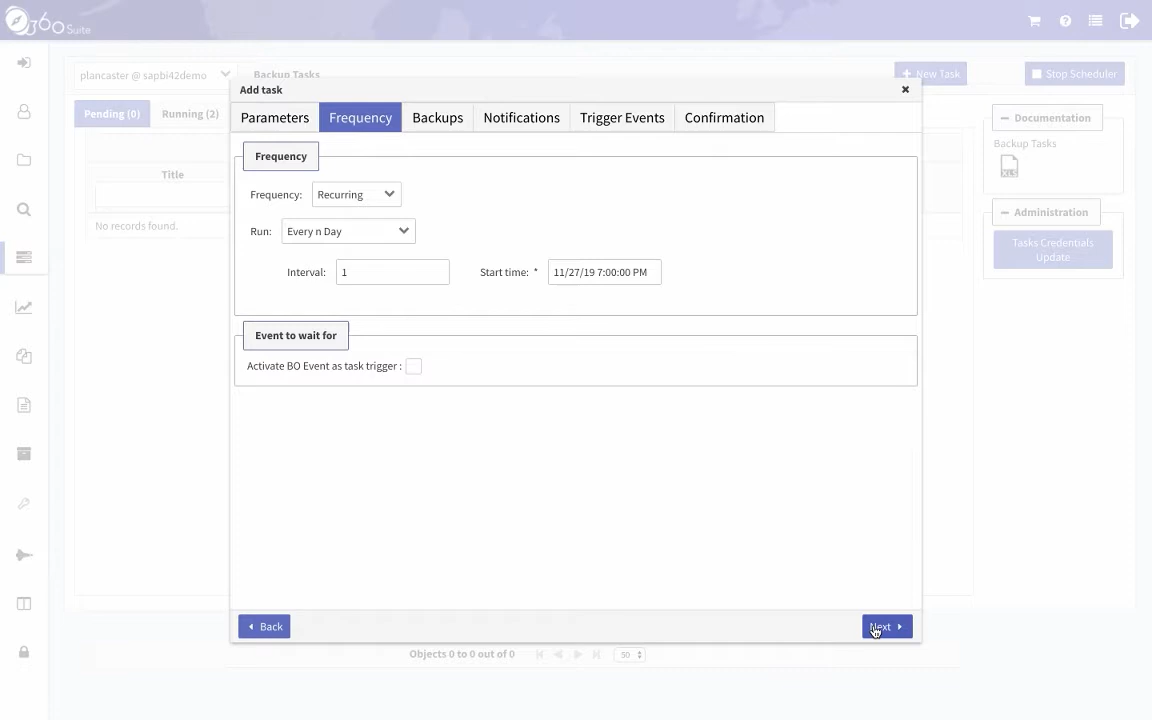 360Suite
plancaster @ sapbi42demo
Backup Tasks
New Task
Stop Scheduler
Pending (0)
Running (2)
Title
No records found.
Add task
Parameters
Frequency
Backups
Notifications
Trigger Events
Confirmation
Frequency
Frequency:
Recurring
Run:
Every n Day
Interval:
1
Start time: *
11/27/19 7:00:00 PM
Event to wait for
Activate BO Event as task trigger :
Back
Next
Objects 0 to 0 out of 0
50
Documentation
Backup Tasks
XLS
Administration
Tasks Credentials
Update